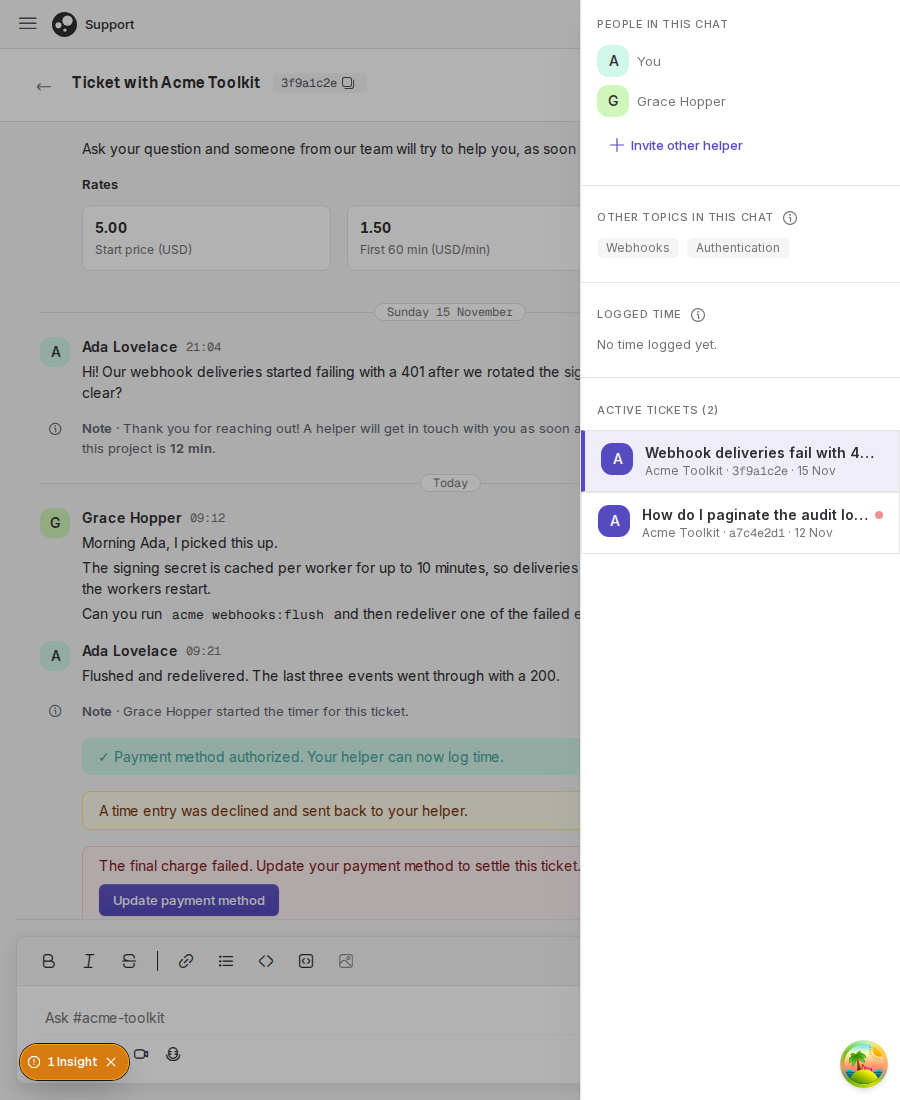 Support
Ticket with Acme Toolkit 3f9a1c2e
Ask your question and someone from our team will try to help you, as soon
Rates
5.00
Start price (USD)
1.50
First 60 min (USD/min)
Sunday 15 November
A Ada Lovelace 21:04
Hi! Our webhook deliveries started failing with a 401 after we rotated the sig
clear?
Note · Thank you for reaching out! A helper will get in touch with you as soon a
this project is 12 min.
Today
G Grace Hopper 09:12
Morning Ada, I picked this up.
The signing secret is cached per worker for up to 10 minutes, so deliveries
the workers restart.
Can you run acme webhooks:flush and then redeliver one of the failed e
A Ada Lovelace 09:21
Flushed and redelivered. The last three events went through with a 200.
Note · Grace Hopper started the timer for this ticket.
✓ Payment method authorized. Your helper can now log time.
A time entry was declined and sent back to your helper.
The final charge failed. Update your payment method to settle this ticket.
Update payment method
Ask #acme-toolkit
1 Insight
PEOPLE IN THIS CHAT
A You
G Grace Hopper
Invite other helper
OTHER TOPICS IN THIS CHAT
Webhooks Authentication
LOGGED TIME
No time logged yet.
ACTIVE TICKETS (2)
A Webhook deliveries fail with 4…
Acme Toolkit · 3f9a1c2e · 15 Nov
A How do I paginate the audit lo…
Acme Toolkit · a7c4e2d1 · 12 Nov